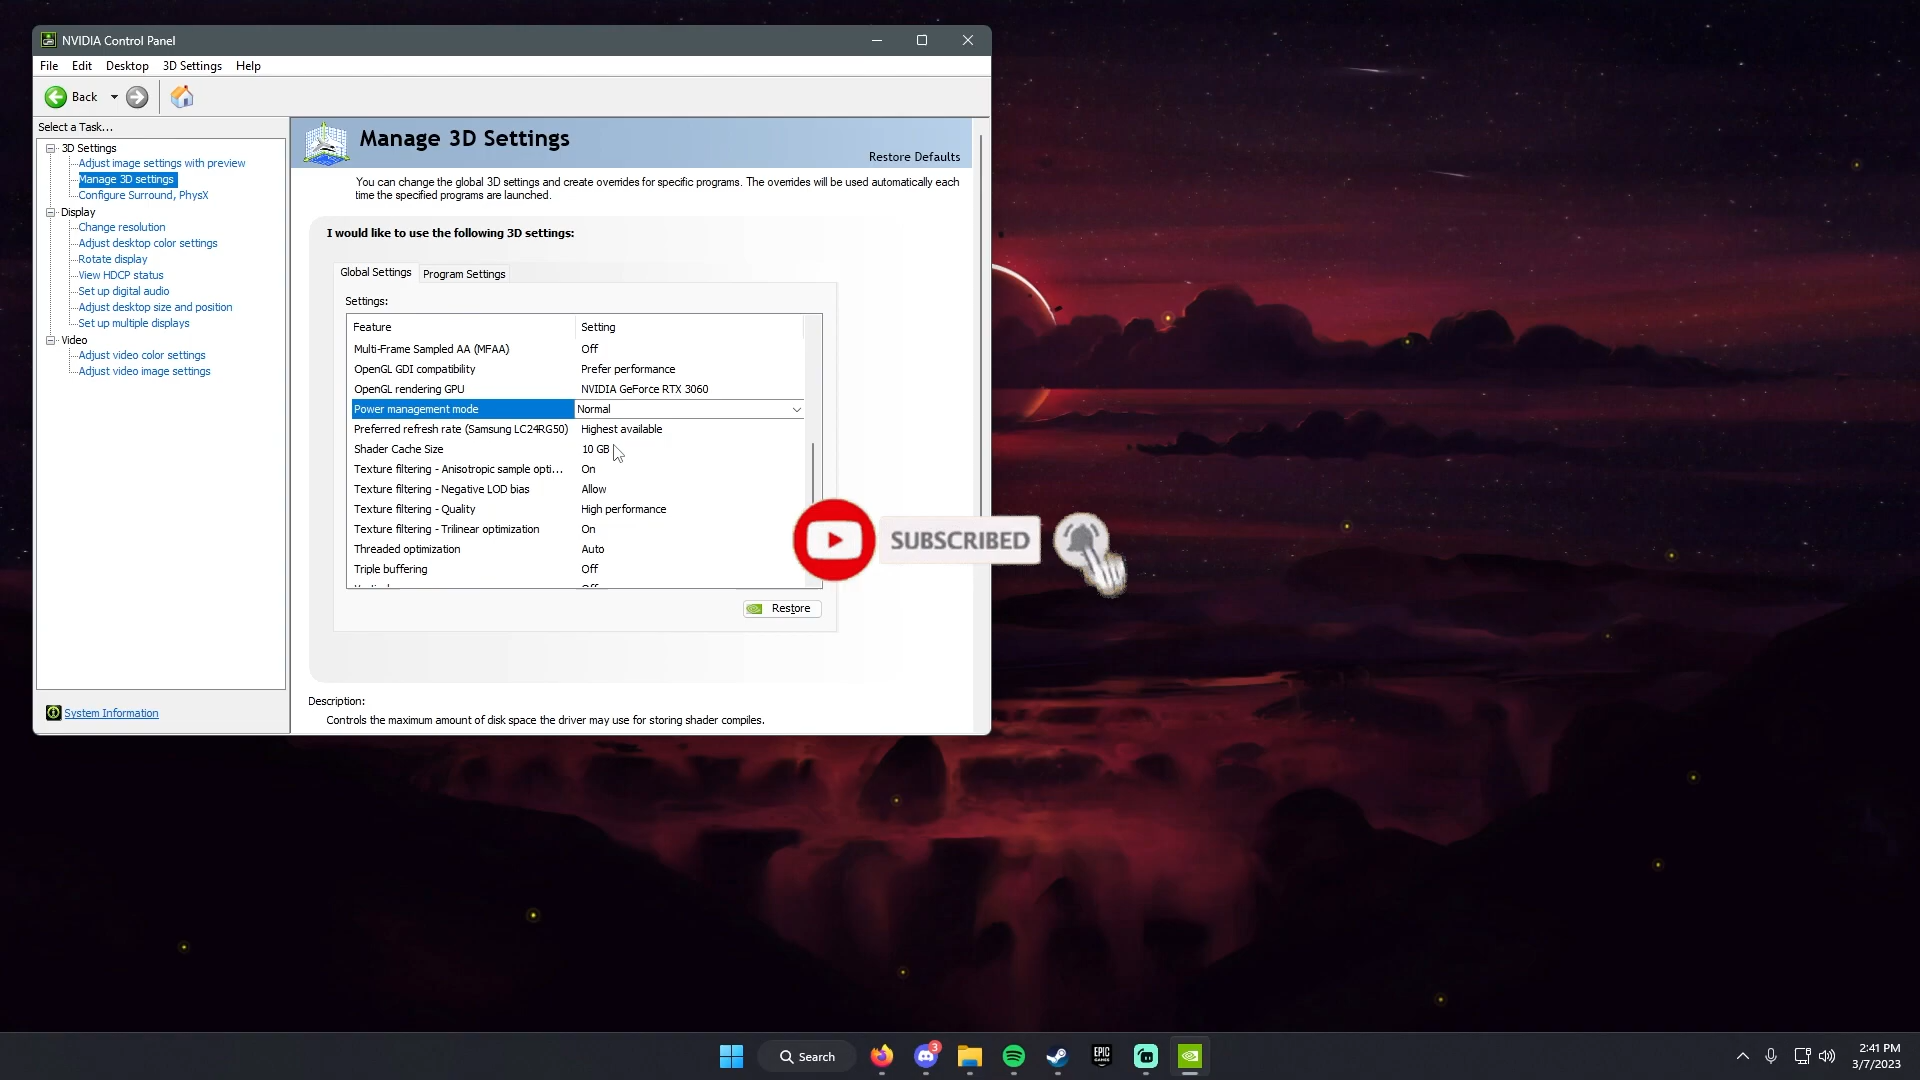 NVIDIA Control Panel
File Edit Desktop 3D Settings Help
Back
Select a Task...
3D Settings
Adjust image settings with preview
Manage 3D settings
Configure Surround, PhysX
Display
Change resolution
Adjust desktop color settings
Rotate display
View HDCP status
Set up digital audio
Adjust desktop size and position
Set up multiple displays
Video
Adjust video color settings
Adjust video image settings
System Information
Manage 3D Settings
Restore Defaults
You can change the global 3D settings and create overrides for specific programs. The overrides will be used automatically each
time the specified programs are launched.
I would like to use the following 3D settings:
Global Settings Program Settings
Settings:
Feature Setting
Multi-Frame Sampled AA (MFAA) Off
OpenGL GDI compatibility Prefer performance
OpenGL rendering GPU NVIDIA GeForce RTX 3060
Power management mode Normal
Preferred refresh rate (Samsung LC24RG50) Highest available
Shader Cache Size 10 GB
Texture filtering - Anisotropic sample opti... On
Texture filtering - Negative LOD bias Allow
Texture filtering - Quality High performance
Texture filtering - Trilinear optimization On
Threaded optimization Auto
Triple buffering Off
Restore
Description:
Controls the maximum amount of disk space the driver may use for storing shader compiles.
SUBSCRIBED
Search
3
EPIC
GAMES
2:41 PM
3/7/2023